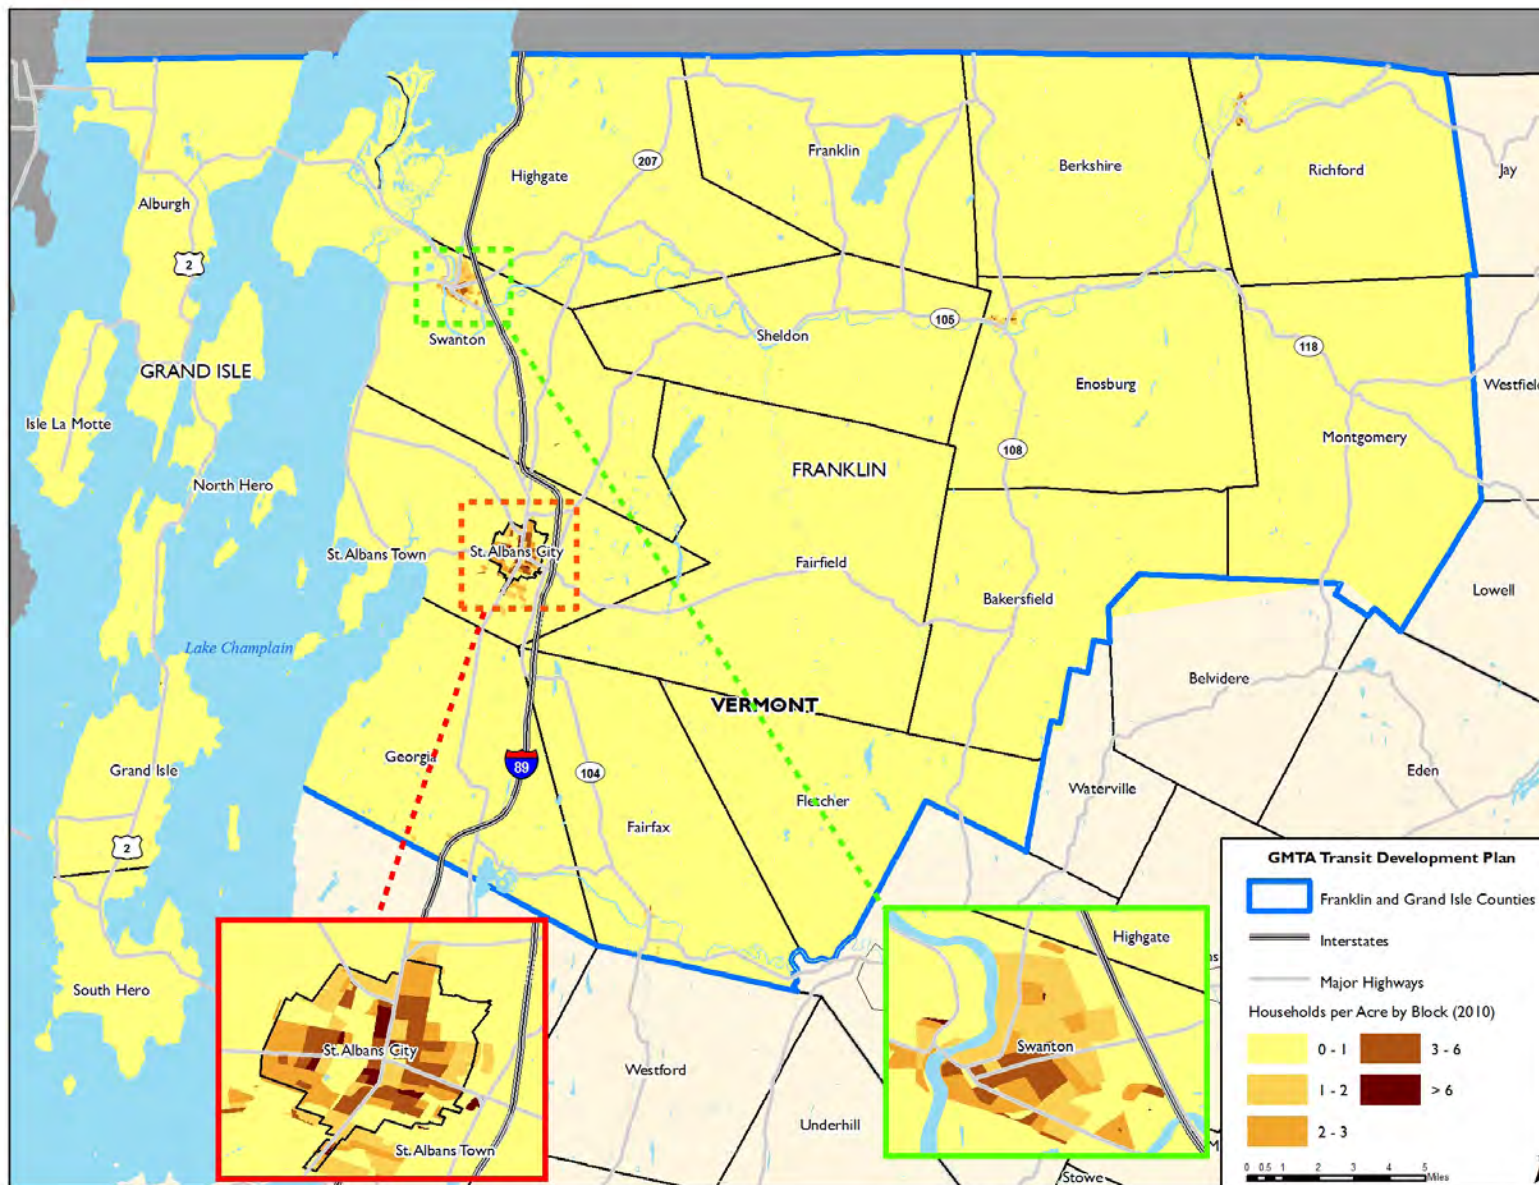 Highgate
207
Franklin
Berkshire
Richford
Jay
Alburgh
2
Swanton
Sheldon
105
118
GRAND ISLE
Enosburg
Westfield
Isle La Motte
Montgomery
108
FRANKLIN
North Hero
St. Albans Town
St. Albans City
Fairfield
Bakersfield
Lowell
Lake Champlain
Belvidere
VERMONT
Georgia
89
104
Grand Isle
Eden
Waterville
Fletcher
Fairfax
2
South Hero
Westford
Underhill
Stowe
St. Albans City
St. Albans Town
Highgate
Swanton
GMTA Transit Development Plan
Franklin and Grand Isle Counties
Interstates
Major Highways
Households per Acre by Block (2010)
0 - 1
3 - 6
1 - 2
> 6
2 - 3
0 0.5 1 2 3 4 5
Miles